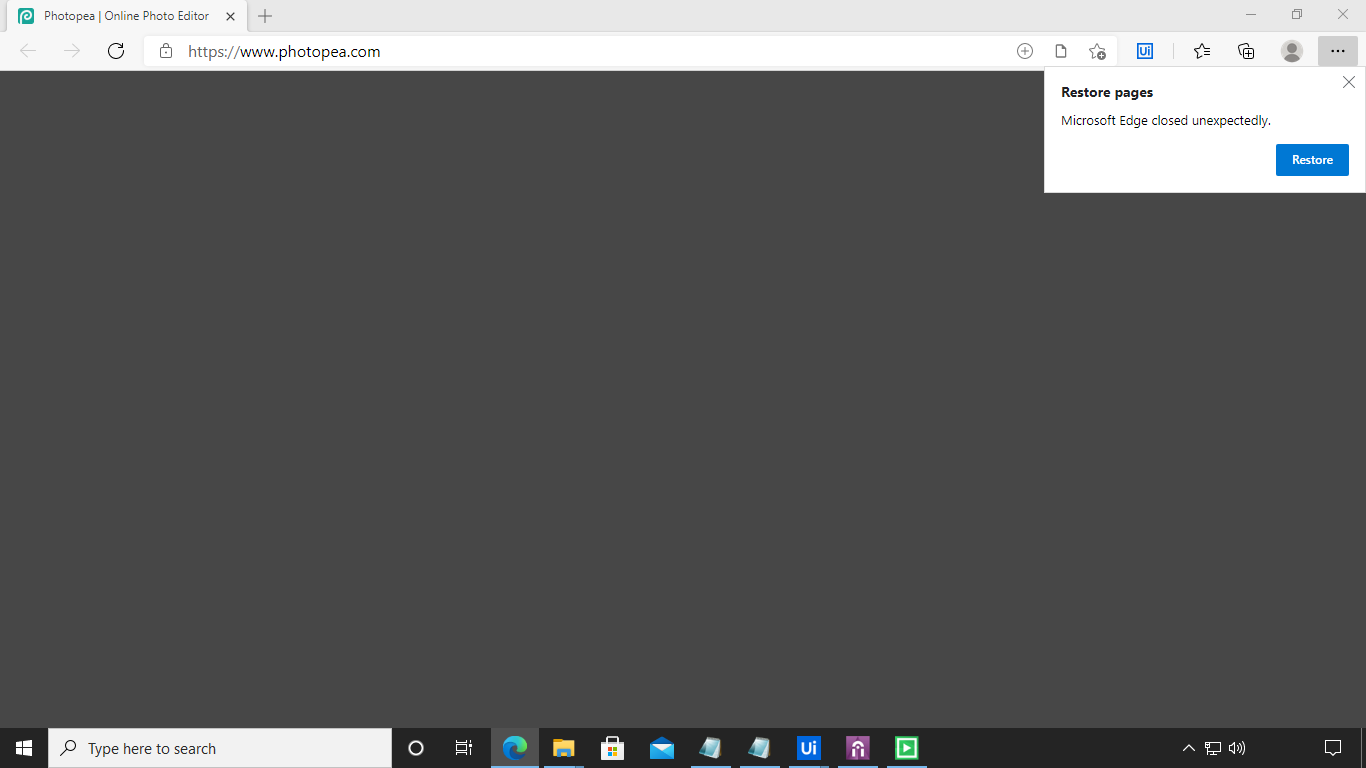 Photopea | Online Photo Editor
https://www.photopea.com
Ui
Restore pages
Microsoft Edge closed unexpectedly.
Restore
Type here to search
Ui